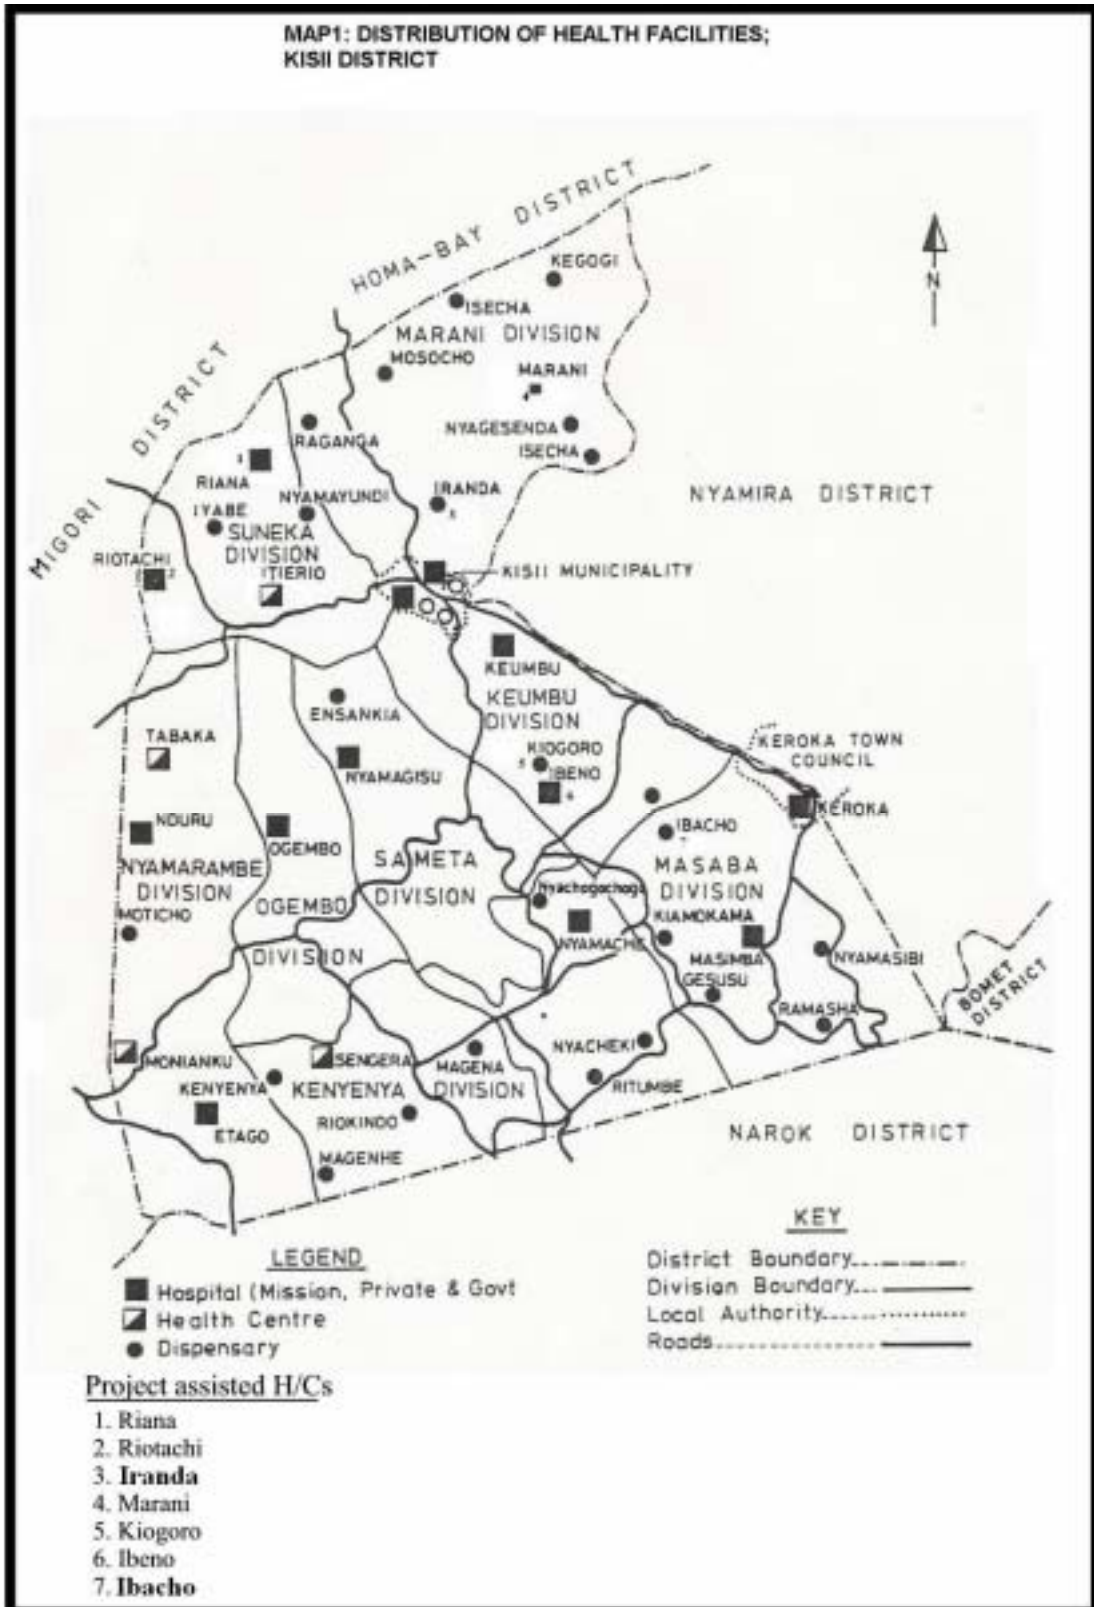 MAP1: DISTRIBUTION OF HEALTH FACILITIES;
KISII DISTRICT
HOMA-BAY DISTRICT
KEGOGI
ISECHA
MARANI DIVISION
MOSOCHO
MARANI
4
N
MIGORI DISTRICT
RAGANGA
NYAGESENDA
ISECHA
RIANA
NYAMAYUNDI
IRANDA
NYAMIRA DISTRICT
IYABE
SUNEKA
DIVISION
RIOTACHI
2
ITIERIO
KISII MUNICIPALITY
KEUMBU
KEUMBU
DIVISION
ENSANKIA
TABAKA
KIOGORO
5
IBENO
6
KEROKA TOWN
COUNCIL
NYAMAGISU
KEROKA
NDURU
OGEMBO
IBACHO
7
NYAMARAMBE
DIVISION
SAMETA
DIVISION
MASABA
DIVISION
MOTICHO
OGEMBO
DIVISION
Nyachogochogo
KIAMOKAMA
NYAMACHE
MASIMBA
NYAMASIBI
GESUSU
BOMET
DISTRICT
RAMASHA
MONIANKU
SENGERA
MAGENA
NYACHEKI
KENYENYA
KENYENYA
DIVISION
RITUMBE
ETAGO
RIOKINDO
MAGENHE
NAROK DISTRICT
LEGEND
Hospital (Mission, Private & Govt
Health Centre
Dispensary
KEY
District Boundary
Division Boundary
Local Authority
Roads
Project assisted H/Cs
1. Riana
2. Riotachi
3. Iranda
4. Marani
5. Kiogoro
6. Ibeno
7. Ibacho